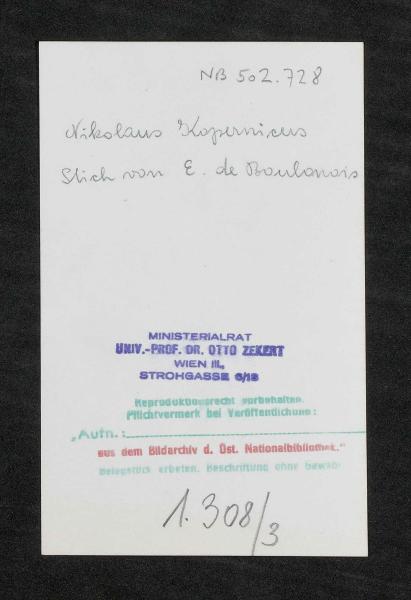 NB 502.728
Nikolaus Kopernicus
Stich von E. de Boulanois
MINISTERIALRAT
UNIV.-PROF. DR. OTTO ZEKERT
WIEN III.,
STROHGASSE 6/13
Reproduktionsrecht vorbehalten.
Pflichtvermerk bei Veröffentlichung:
„Aufn.:
aus dem Bildarchiv d. Öst. Nationalbibliothek."
Belegstück erbeten. Beschriftung ohne Gewähr
1.308/3